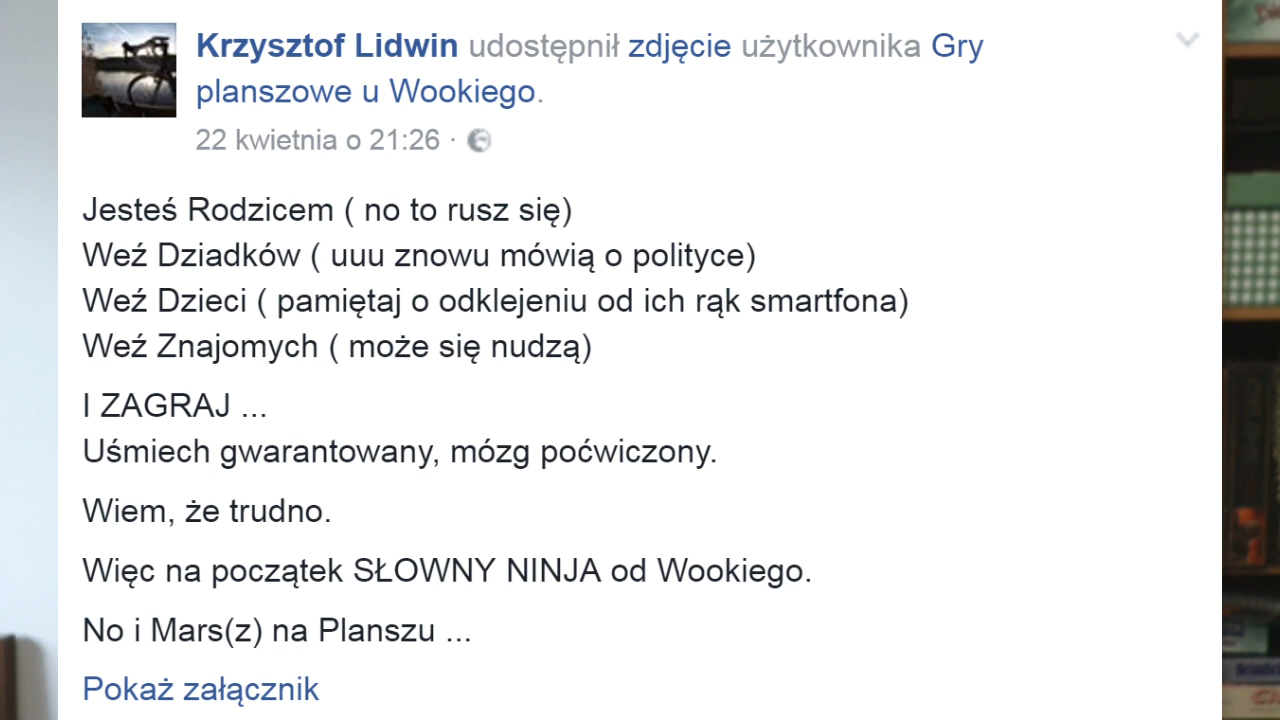 Krzysztof Lidwin udostępnił zdjęcie użytkownika Gry
planszowe u Wookiego.
22 kwietnia o 21:26 ·
Jesteś Rodzicem ( no to rusz się)
Weź Dziadków ( uuu znowu mówią o polityce)
Weź Dzieci ( pamiętaj o odklejeniu od ich rąk smartfona)
Weź Znajomych ( może się nudzą)
I ZAGRAJ ...
Uśmiech gwarantowany, mózg poćwiczony.
Wiem, że trudno.
Więc na początek SŁOWNY NINJA od Wookiego.
No i Mars(z) na Planszu ...
Pokaż załącznik